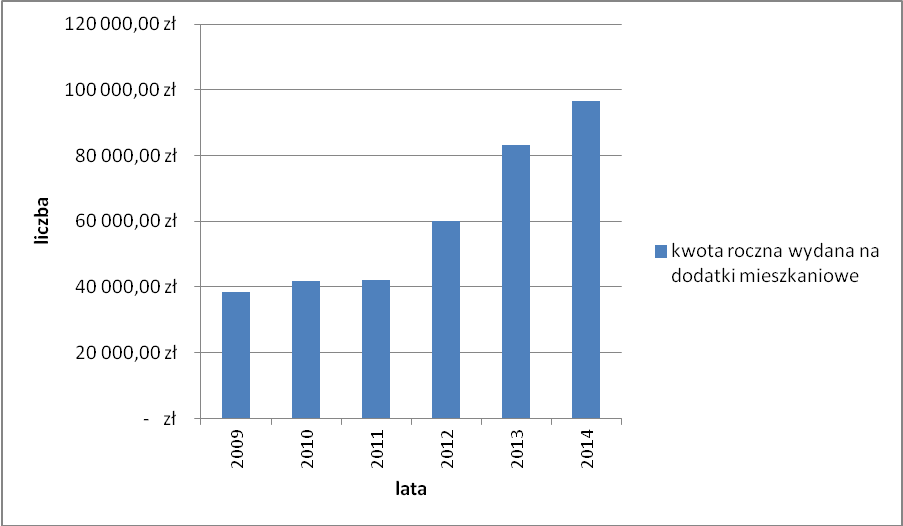 120 000,00 zł
100 000,00 zł
80 000,00 zł
60 000,00 zł
40 000,00 zł
20 000,00 zł
- zł
liczba
2009
2010
2011
2012
2013
2014
lata
kwota roczna wydana na
dodatki mieszkaniowe